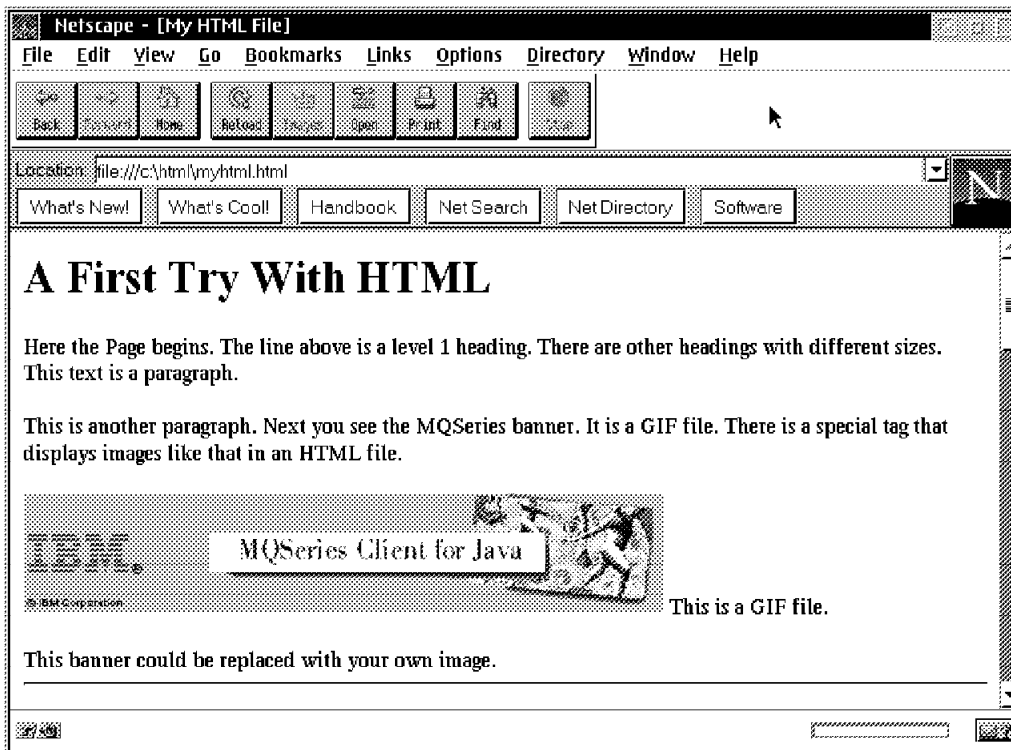 Netscape - [My HTML File]
File Edit View Go Bookmarks Links Options Directory Window Help
Back Forward Home Reload Images Open Print Find Stop
Location: file:///c:\html\myhtml.html
What's New! What's Cool! Handbook Net Search Net Directory Software
N
A First Try With HTML
Here the Page begins. The line above is a level 1 heading. There are other headings with different sizes.
This text is a paragraph.
This is another paragraph. Next you see the MQSeries banner. It is a GIF file. There is a special tag that
displays images like that in an HTML file.
IBM®
MQSeries Client for Java
© IBM Corporation
This is a GIF file.
This banner could be replaced with your own image.